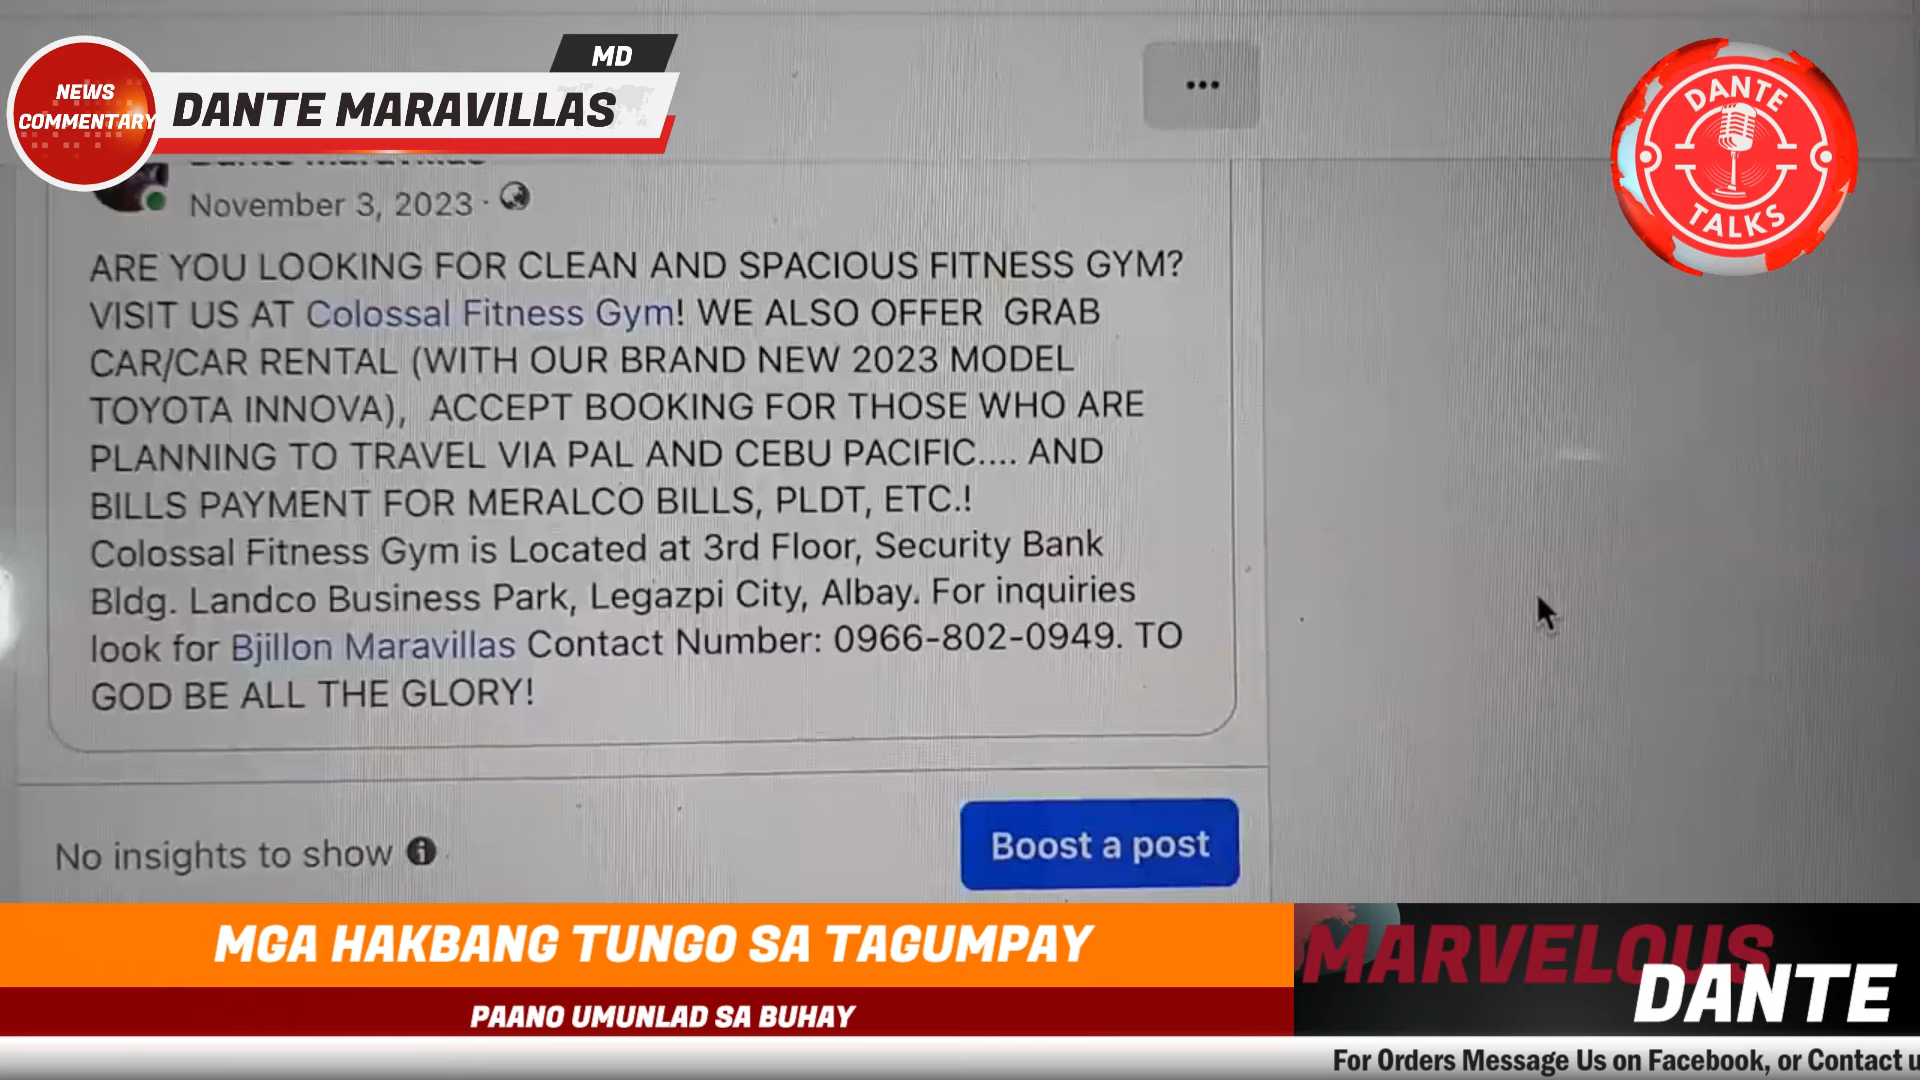 MD
NEWS
COMMENTARY
DANTE MARAVILLAS
DANTE
TALKS
November 3, 2023 ·
ARE YOU LOOKING FOR CLEAN AND SPACIOUS FITNESS GYM?
VISIT US AT Colossal Fitness Gym! WE ALSO OFFER GRAB
CAR/CAR RENTAL (WITH OUR BRAND NEW 2023 MODEL
TOYOTA INNOVA), ACCEPT BOOKING FOR THOSE WHO ARE
PLANNING TO TRAVEL VIA PAL AND CEBU PACIFIC.... AND
BILLS PAYMENT FOR MERALCO BILLS, PLDT, ETC.!
Colossal Fitness Gym is Located at 3rd Floor, Security Bank
Bldg. Landco Business Park, Legazpi City, Albay. For inquiries
look for Bjillon Maravillas Contact Number: 0966-802-0949. TO
GOD BE ALL THE GLORY!
No insights to show
Boost a post
MGA HAKBANG TUNGO SA TAGUMPAY
PAANO UMUNLAD SA BUHAY
MARVELOUS
DANTE
For Orders Message Us on Facebook, or Contact u